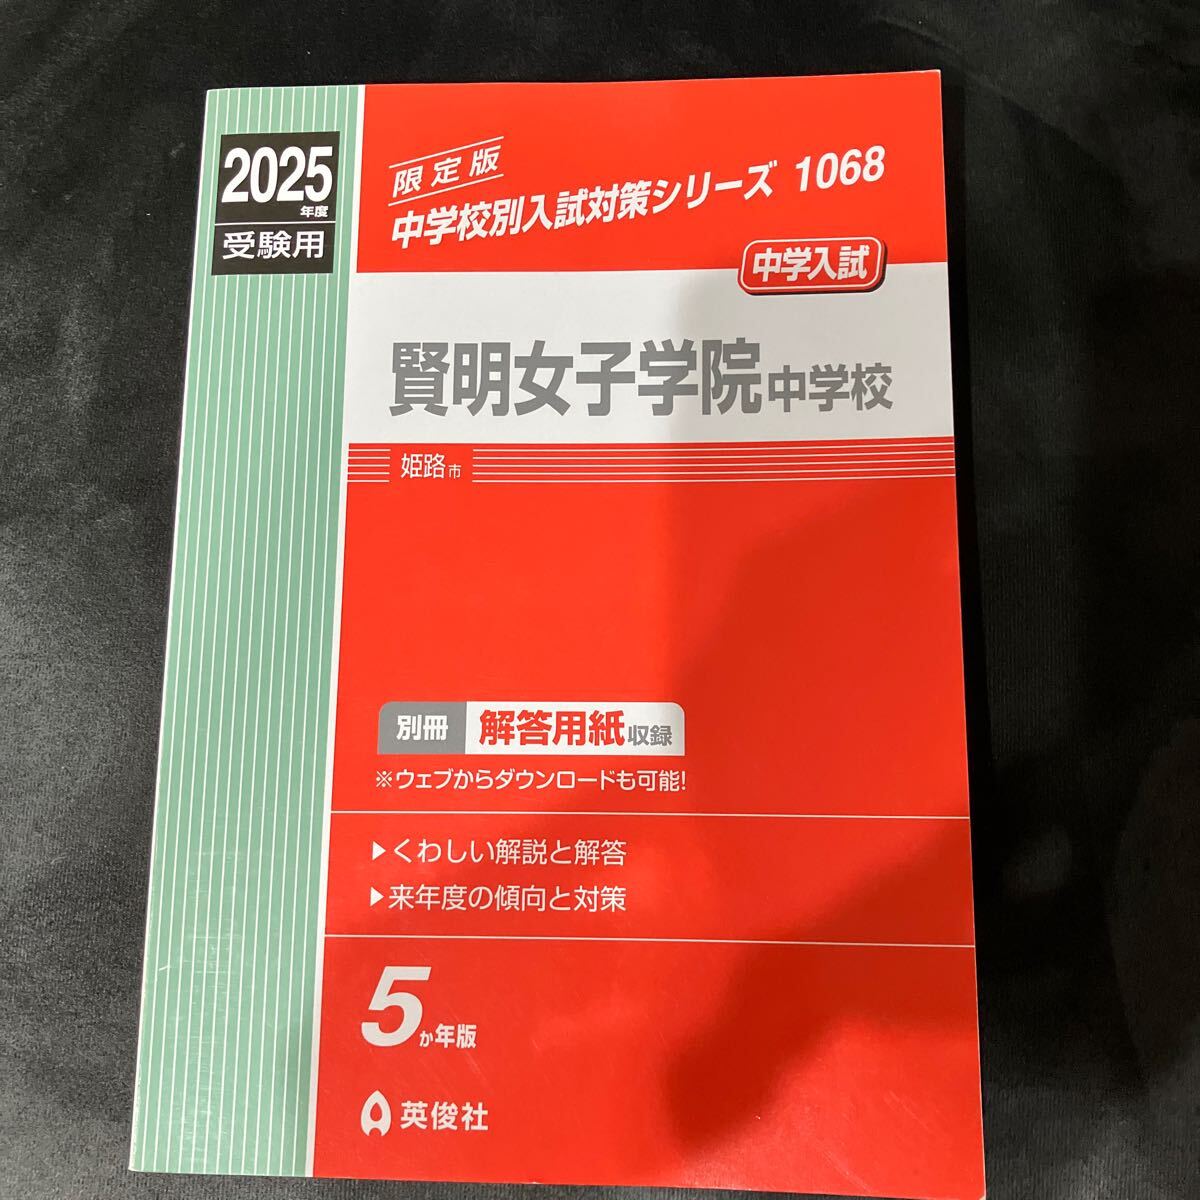 2025
年度
受験用
限定版
中学校別入試対策シリーズ 1068
中学入試
賢明女子学院中学校
姫路市
別冊 解答用紙収録
※ウェブからダウンロードも可能!
▶くわしい解説と解答
▶来年度の傾向と対策
5か年版
英俊社